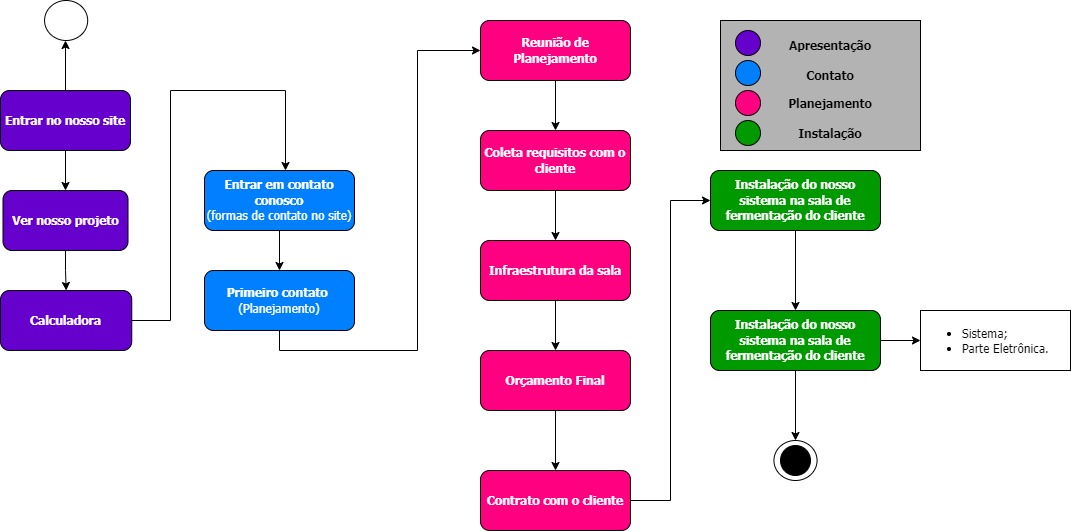 Entrar no nosso site
Ver nosso projeto
Calculadora
Entrar em contato
conosco
(formas de contato no site)
Primeiro contato
(Planejamento)
Reunião de
Planejamento
Coleta requisitos com o
cliente
Infraestrutura da sala
Orçamento Final
Contrato com o cliente
Apresentação
Contato
Planejamento
Instalação
Instalação do nosso
sistema na sala de
fermentação do cliente
Instalação do nosso
sistema na sala de
fermentação do cliente
• Sistema;
• Parte Eletrônica.